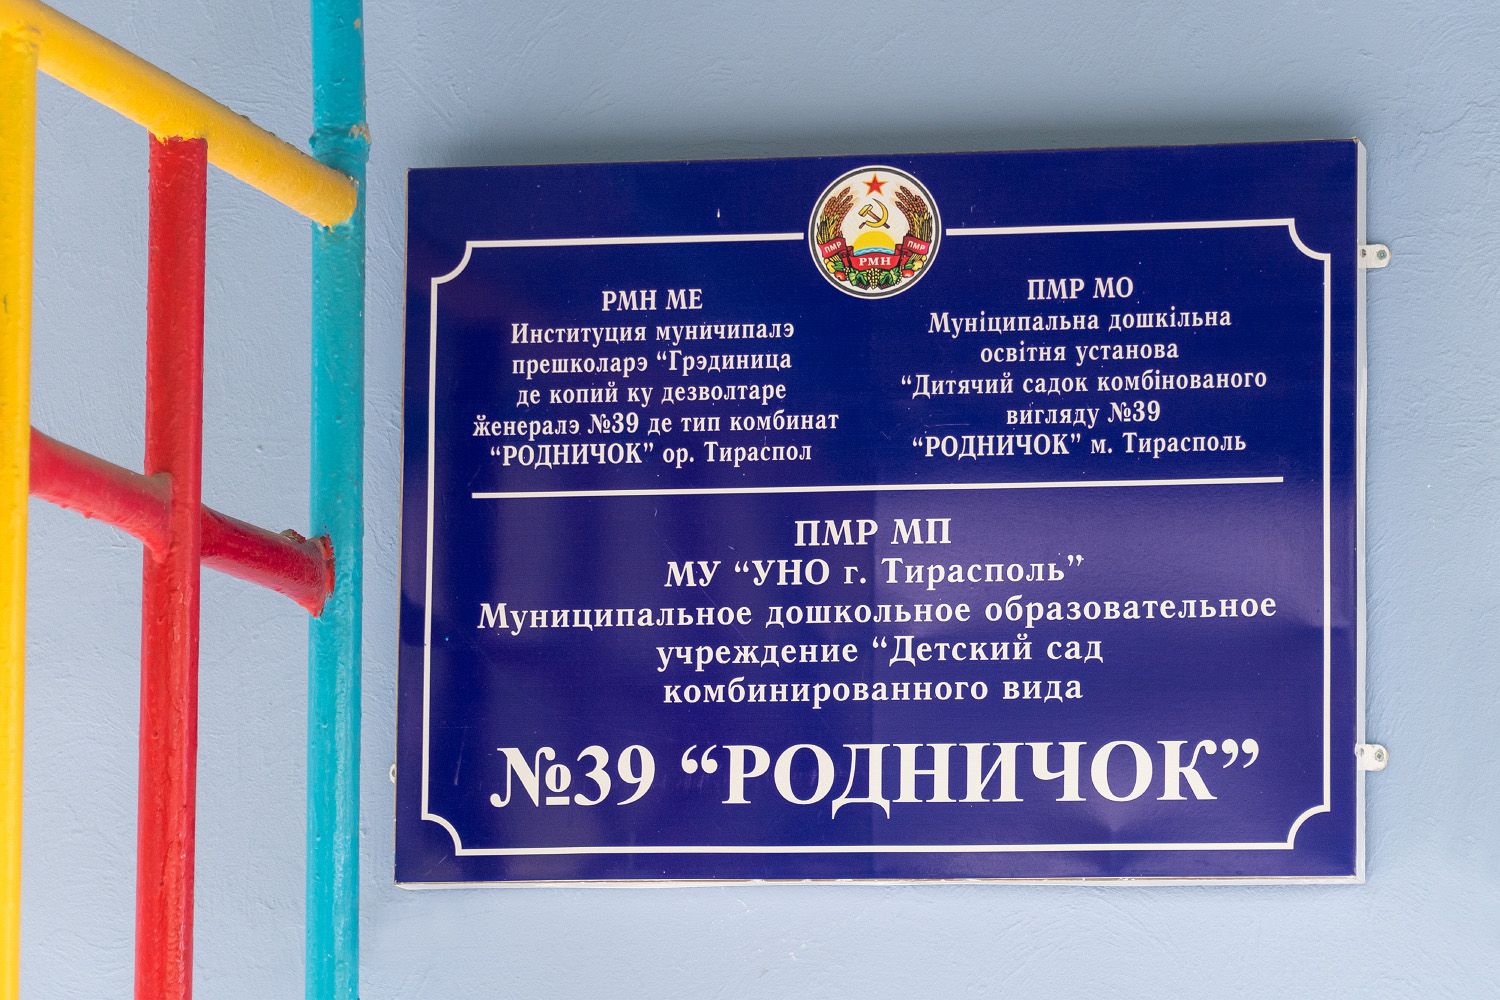 ПМР ПМР
РМН
РМН МЕ
Институция муничипалэ
прешколарэ “Грэдиница
де копий ку дезволтаре
ӂенералэ №39 де тип комбинат
“РОДНИЧОК” ор. Тираспол
ПМР МО
Муніципальна дошкільна
освітня установа
“Дитячий садок комбінованого
вигляду №39
“РОДНИЧОК” м. Тирасполь
ПМР МП
МУ “УНО г. Тирасполь”
Муниципальное дошкольное образовательное
учреждение “Детский сад
комбинированного вида
№39 “РОДНИЧОК”